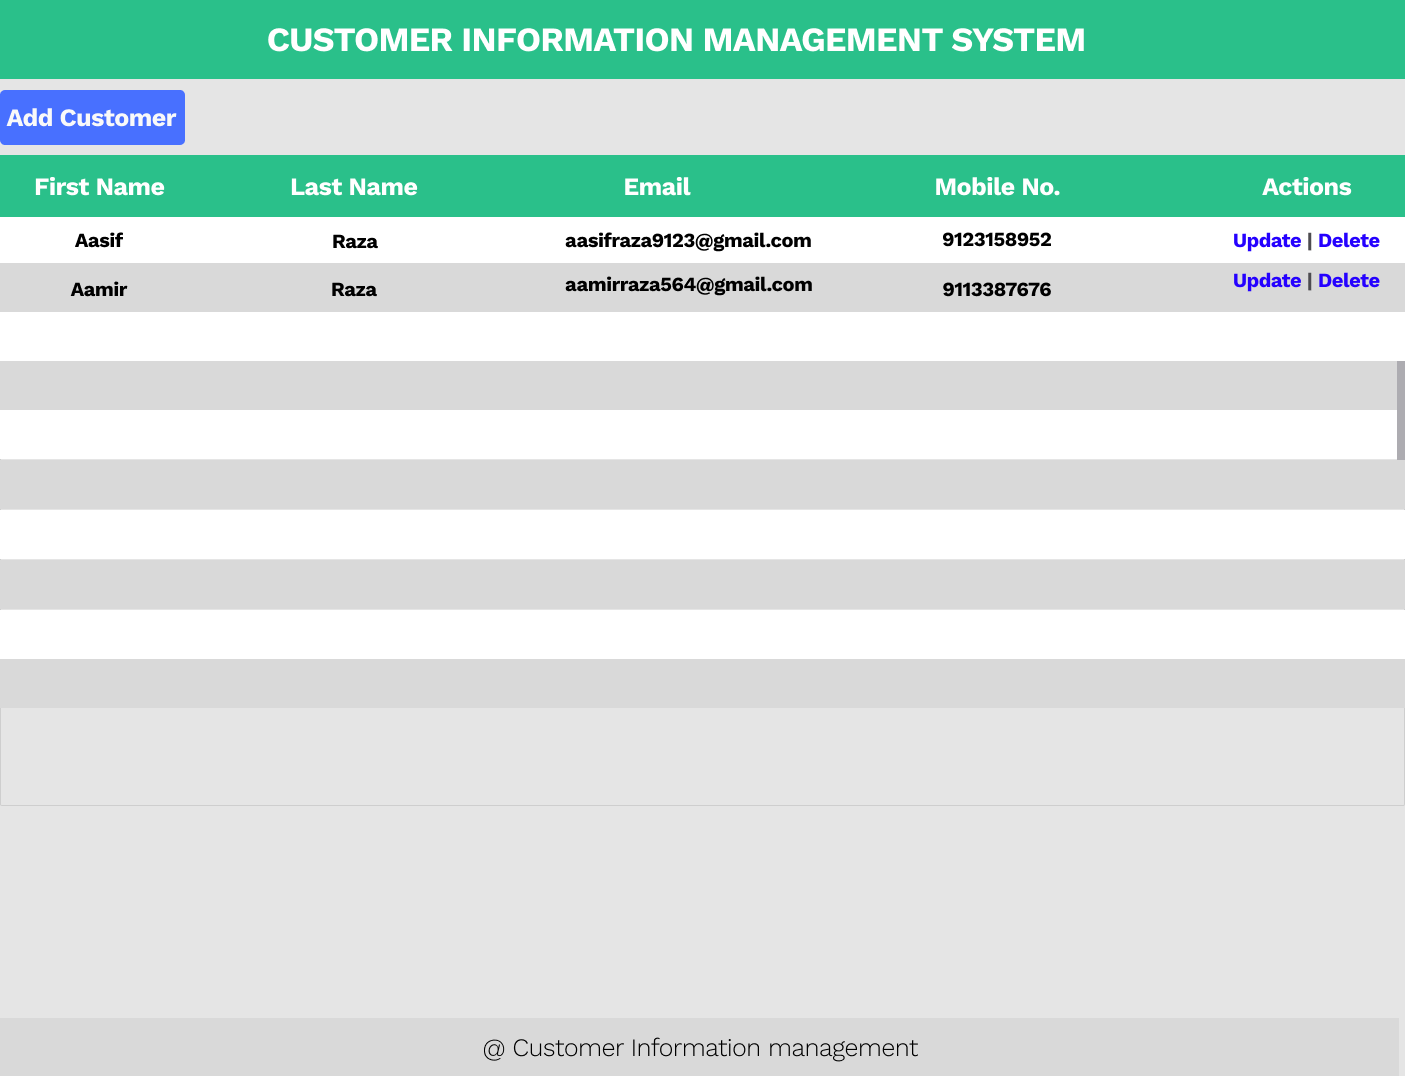 CUSTOMER INFORMATION MANAGEMENT SYSTEM
Add Customer
First Name Last Name Email Mobile No. Actions
Aasif Raza aasifraza9123@gmail.com 9123158952 Update | Delete
Aamir Raza aamirraza564@gmail.com 9113387676 Update | Delete
@ Customer Information management